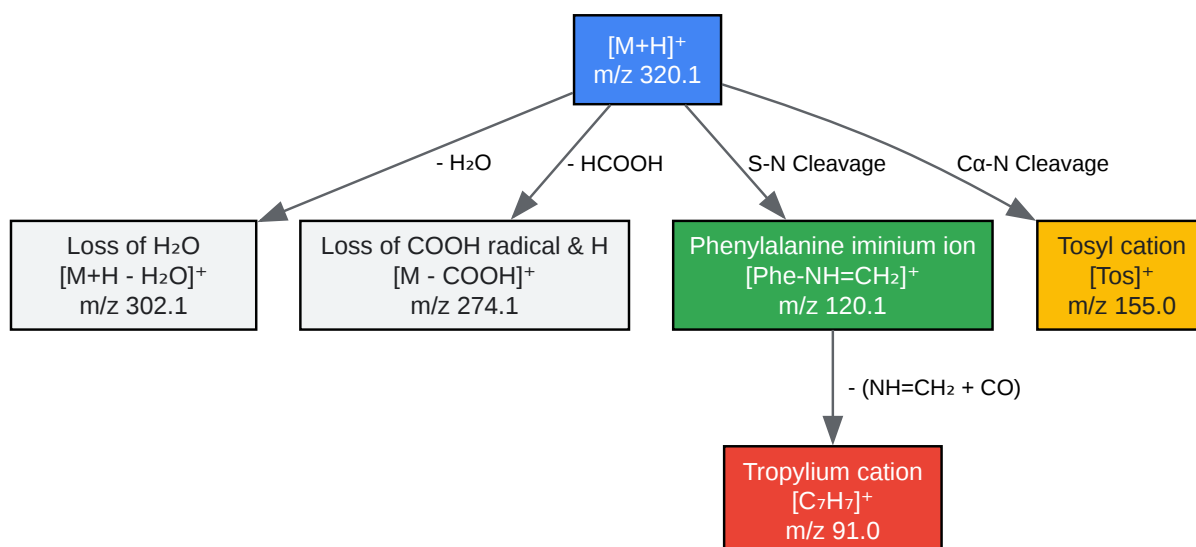 [M+H]⁺
m/z 320.1
- H₂O
- HCOOH
S-N Cleavage
Cα-N Cleavage
Loss of H₂O
[M+H - H₂O]⁺
m/z 302.1
Loss of COOH radical & H
[M - COOH]⁺
m/z 274.1
Phenylalanine iminium ion
[Phe-NH=CH₂]⁺
m/z 120.1
Tosyl cation
[Tos]⁺
m/z 155.0
- (NH=CH₂ + CO)
Tropylium cation
[C₇H₇]⁺
m/z 91.0